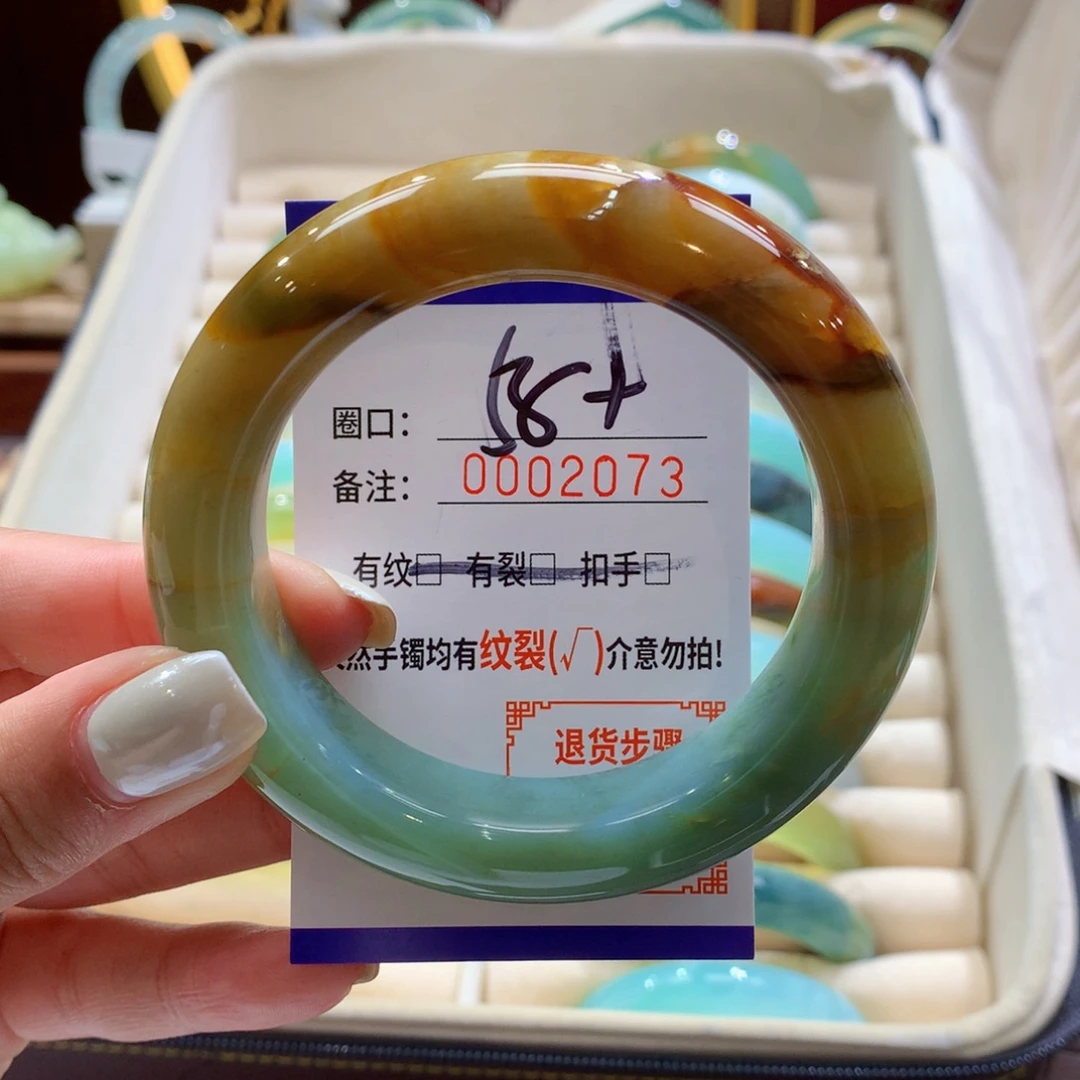 圈口: 58+
备注: 0002073
有纹□ 有裂□ 扣手□
然手镯均有纹裂(√)介意勿拍!
退货步骤